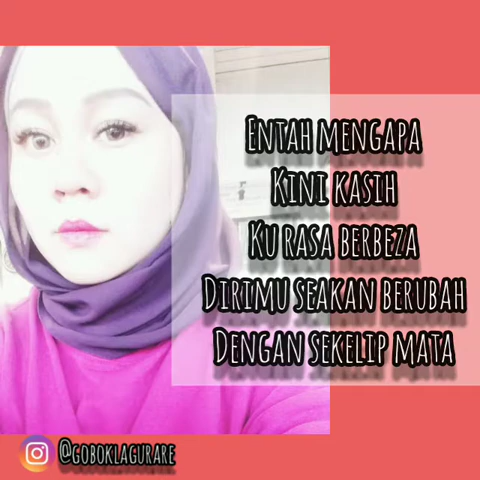 Entah mengapa
Kini kasih
Ku rasa berbeza
Dirimu seakan berubah
Dengan sekelip mata
@goboklagurare